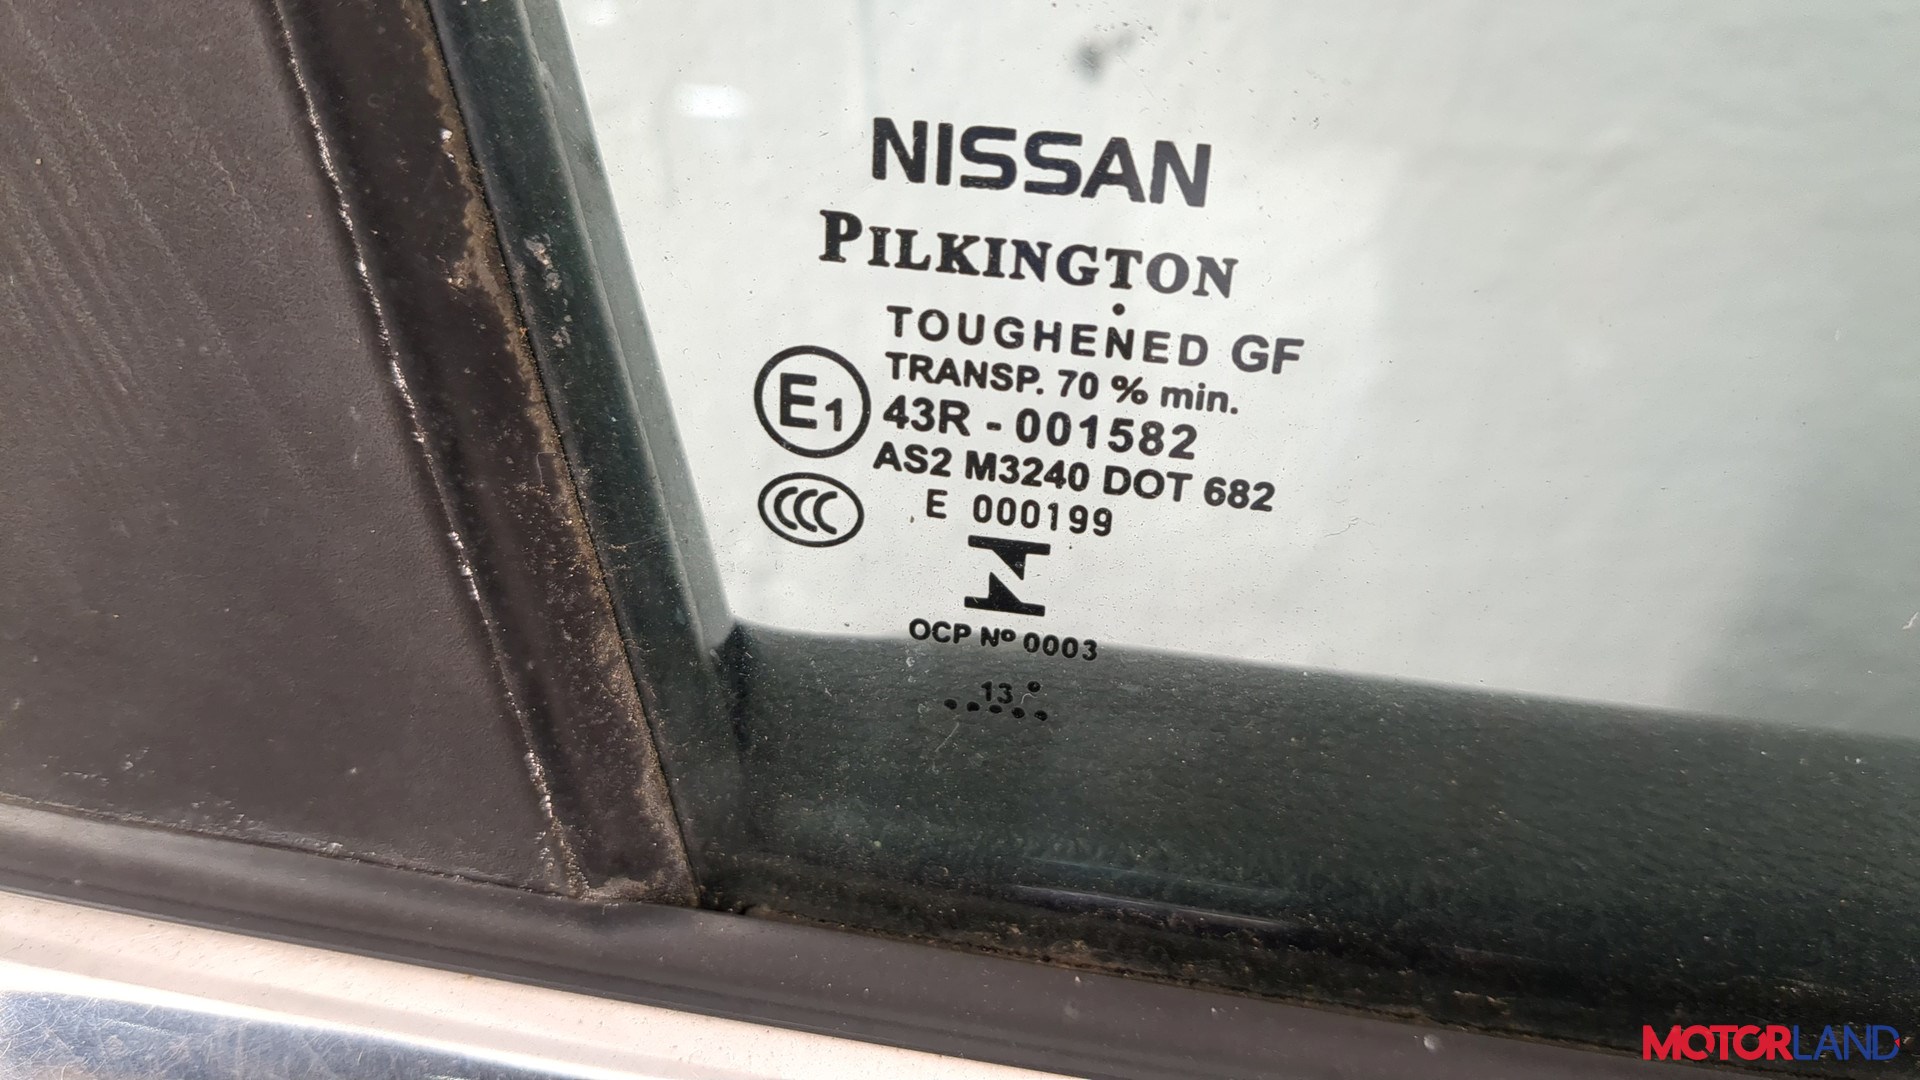 NISSAN
PILKINGTON
TOUGHENED GF
TRANSP. 70 % min.
E1 43R - 001582
AS2 M3240 DOT 682
CCC E 000199
OCP Nº 0003
13
MOTORLAND